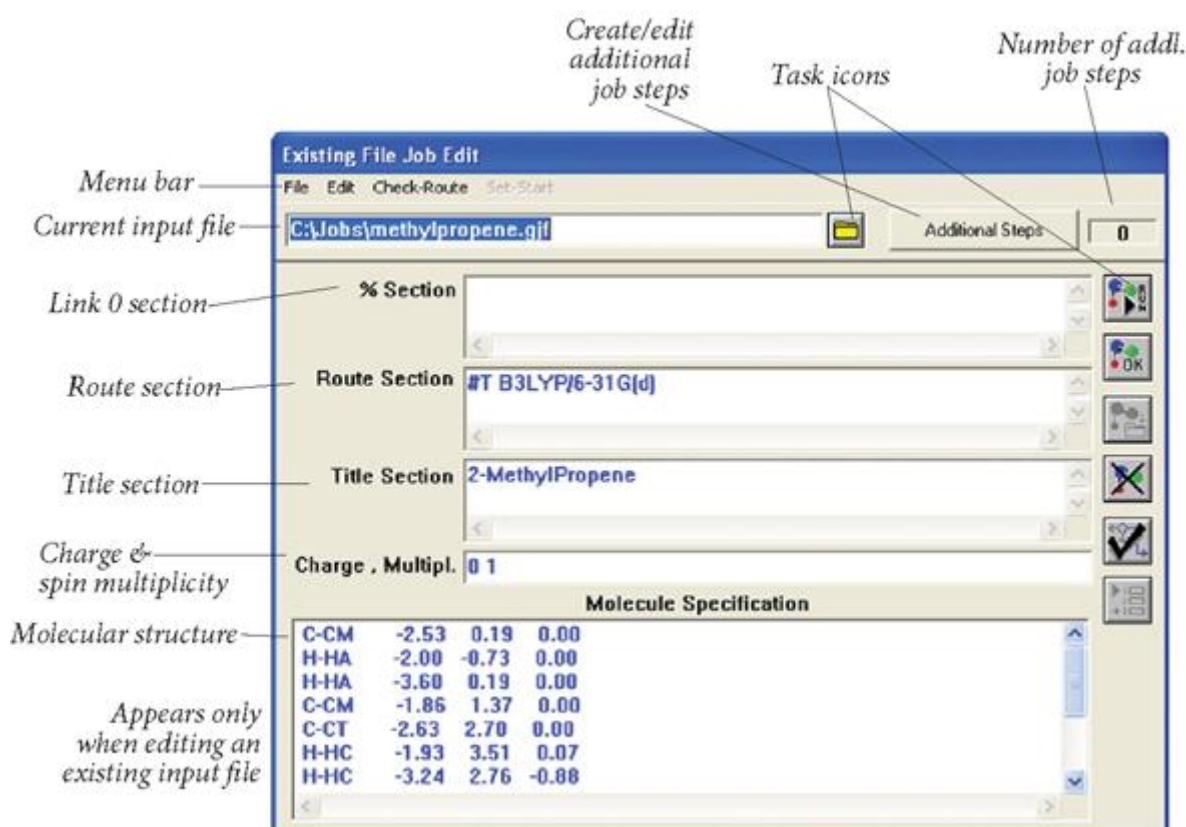 Create/edit
additional
job steps
Task icons
Number of addl.
job steps
Existing File Job Edit
Menu bar
File Edit Check-Route Set-Start
Current input file
C:\Jobs\methylpropene.gjf
Additional Steps
0
Link 0 section
% Section
RUN
Route section
Route Section
#T B3LYP/6-31G(d)
OK
Title section
Title Section
2-MethylPropene
Charge &
spin multiplicity
Charge , Multipl.
0 1
Molecule Specification
Molecular structure
C-CM -2.53 0.19 0.00
H-HA -2.00 -0.73 0.00
H-HA -3.60 0.19 0.00
C-CM -1.86 1.37 0.00
C-CT -2.63 2.70 0.00
H-HC -1.93 3.51 0.07
H-HC -3.24 2.76 -0.88
Appears only
when editing an
existing input file